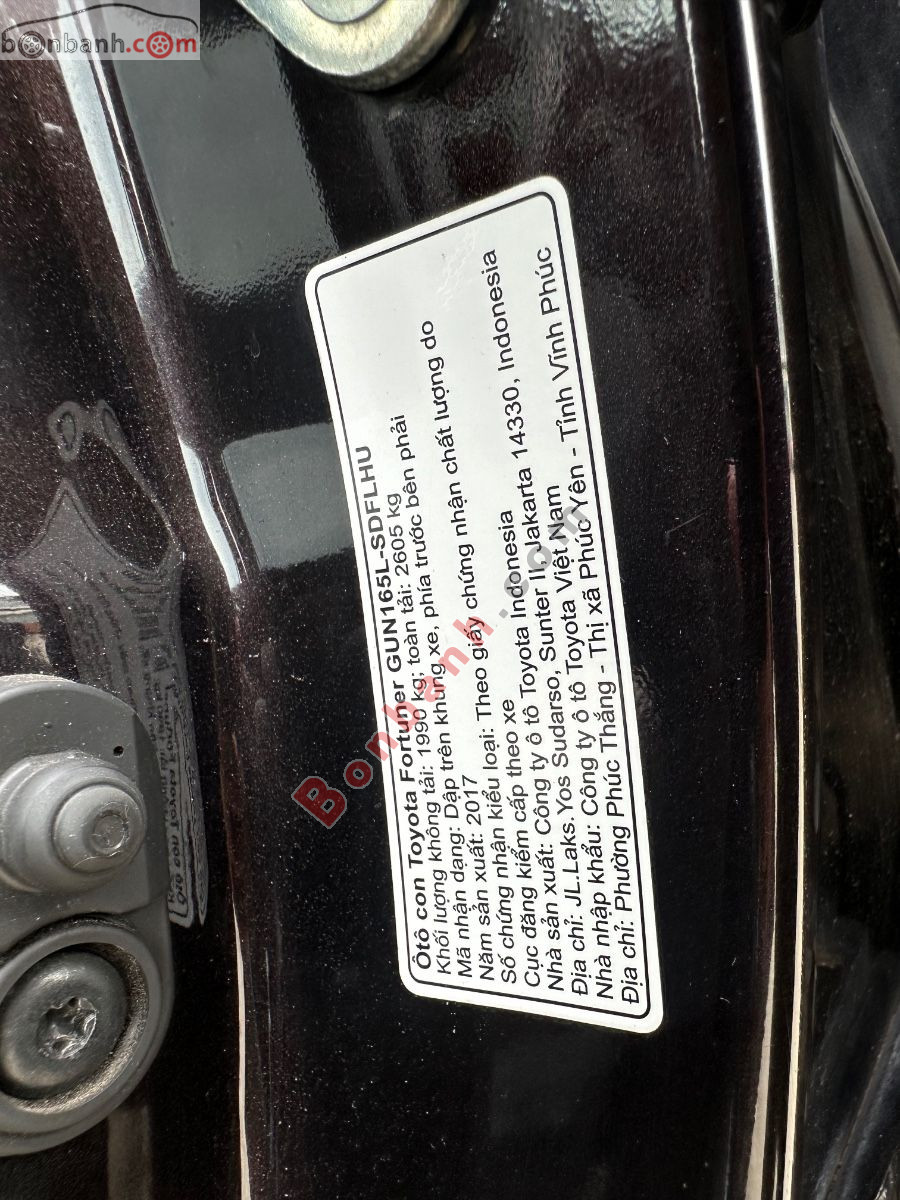 bonbanh.com
Ôtô con Toyota Fortuner GUN165L-SDFLHU
Khối lượng không tải: 1990 kg; toàn tải: 2605 kg
Mã nhận dạng: Dập trên khung xe, phía trước bên phải
Năm sản xuất: 2017
Số chứng nhận kiểu loại: Theo giấy chứng nhận chất lượng do
Cục đăng kiểm cấp theo xe
Nhà sản xuất: Công ty ô tô Toyota Indonesia
Địa chỉ: JL.Laks.Yos Sudarso, Sunter II, Jakarta 14330, Indonesia
Nhà nhập khẩu: Công ty ô tô Toyota Việt Nam
Địa chỉ: Phường Phúc Thắng - Thị xã Phúc Yên - Tỉnh Vĩnh Phúc
Bonbanh.com